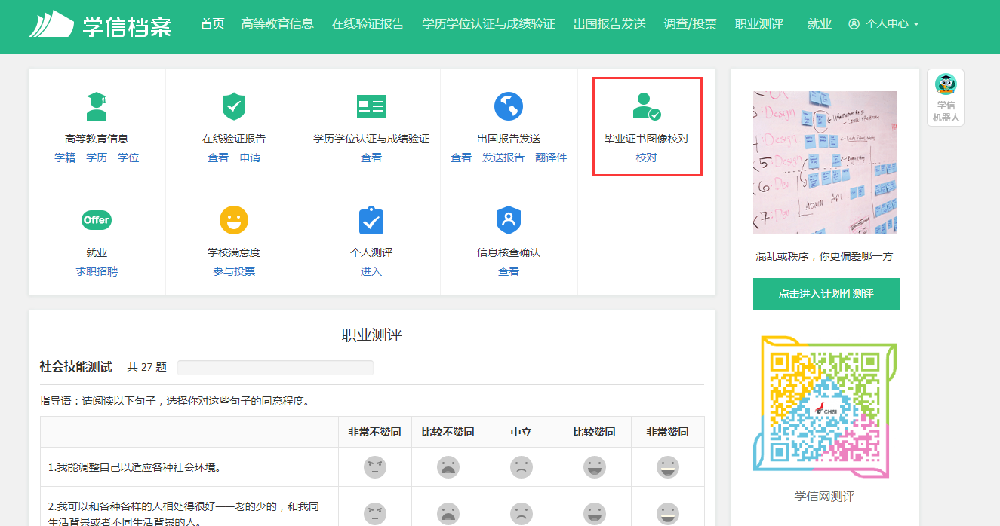 学信档案 首页 高等教育信息 在线验证报告 学历学位认证与成绩验证 出国报告发送 调查/投票 职业测评 就业 个人中心
高等教育信息
学籍 学历 学位
在线验证报告
查看 申请
学历学位认证与成绩验证
查看
出国报告发送
查看 发送报告 翻译件
毕业证书图像校对
校对
Offer
就业
求职招聘
学校满意度
参与投票
个人测评
进入
信息核查确认
查看
职业测评
社会技能测试 共 27 题
指导语：请阅读以下句子，选择你对这些句子的同意程度。
非常不赞同 比较不赞同 中立 比较赞同 非常赞同
1.我能调整自己以适应各种社会环境。
2.我可以和各种各样的人相处得很好——老的少的，和我同一
生活背景或者不同生活背景的人。
Design
Design
5 Design
6
7
ADMIN API
混乱或秩序，你更偏爱哪一方
点击进入计划性测评
CHSI
学信网测评
学信
机器人